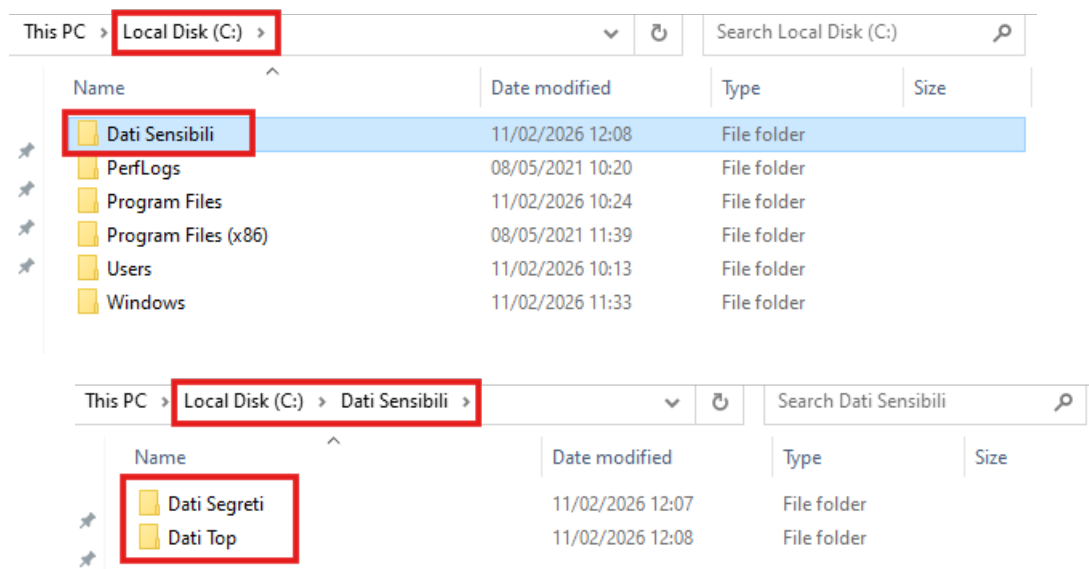 This PC > Local Disk (C:) > Search Local Disk (C:)
Name Date modified Type Size
Dati Sensibili 11/02/2026 12:08 File folder
PerfLogs 08/05/2021 10:20 File folder
Program Files 11/02/2026 10:24 File folder
Program Files (x86) 08/05/2021 11:39 File folder
Users 11/02/2026 10:13 File folder
Windows 11/02/2026 11:33 File folder
This PC > Local Disk (C:) > Dati Sensibili > Search Dati Sensibili
Name Date modified Type Size
Dati Segreti 11/02/2026 12:07 File folder
Dati Top 11/02/2026 12:08 File folder